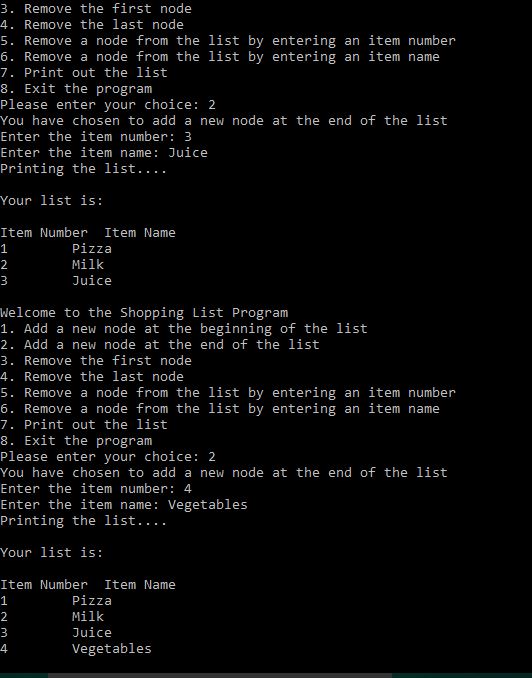 3. Remove the first node
4. Remove the last node
5. Remove a node from the list by entering an item number
6. Remove a node from the list by entering an item name
7. Print out the list
8. Exit the program
Please enter your choice: 2
You have chosen to add a new node at the end of the list
Enter the item number: 3
Enter the item name: Juice
Printing the list....
Your list is:
Item Number  Item Name
1        Pizza
2        Milk
3        Juice
Welcome to the Shopping List Program
1. Add a new node at the beginning of the list
2. Add a new node at the end of the list
3. Remove the first node
4. Remove the last node
5. Remove a node from the list by entering an item number
6. Remove a node from the list by entering an item name
7. Print out the list
8. Exit the program
Please enter your choice: 2
You have chosen to add a new node at the end of the list
Enter the item number: 4
Enter the item name: Vegetables
Printing the list....
Your list is:
Item Number  Item Name
1        Pizza
2        Milk
3        Juice
4        Vegetables